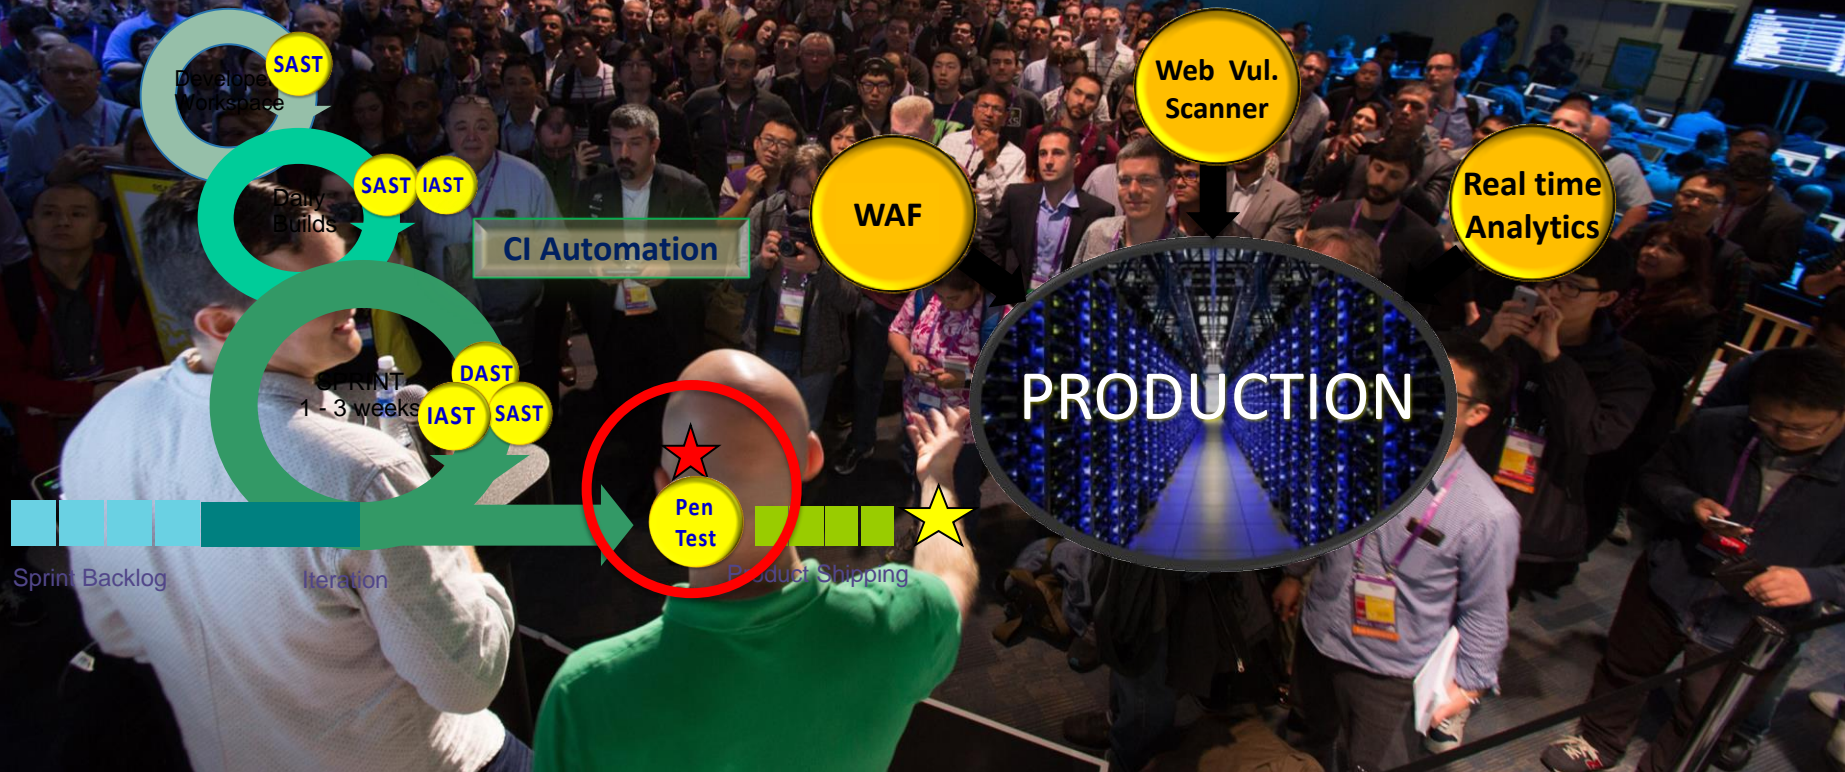 SAST
Developer
Workspace
SAST
IAST
Daily
Builds
CI Automation
DAST
IAST
SAST
SPRINT
1 - 3 weeks
Pen
Test
Sprint Backlog
Iteration
Product Shipping
WAF
Web Vul.
Scanner
Real time
Analytics
PRODUCTION